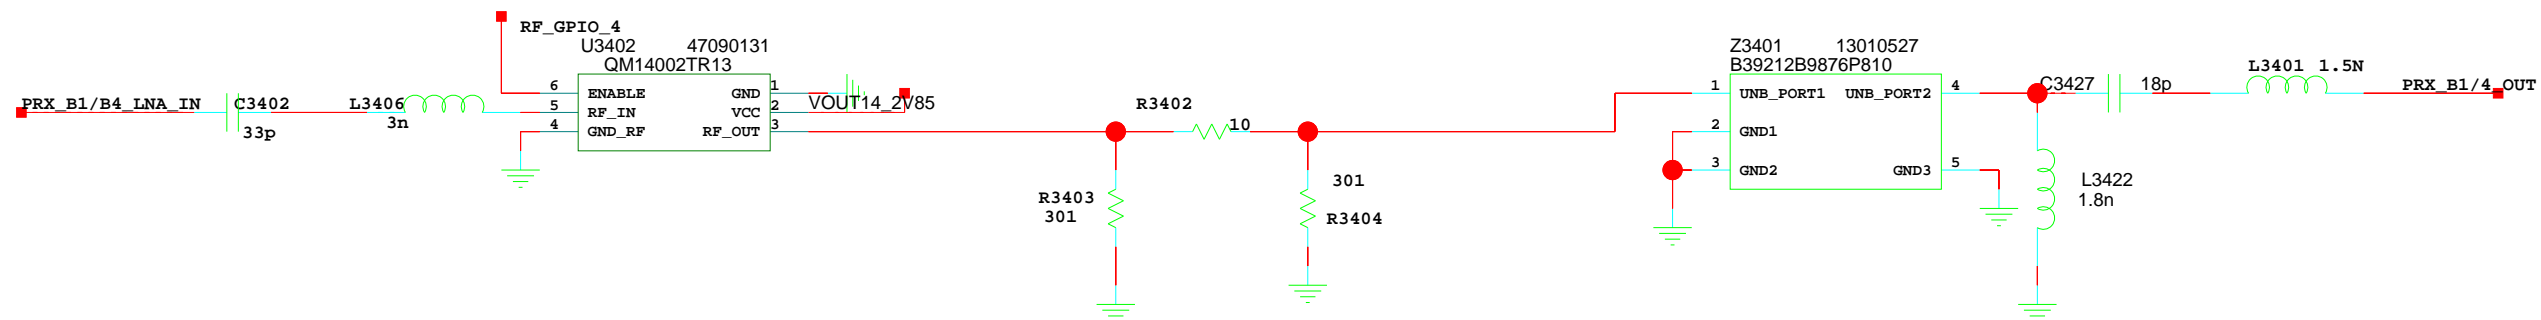 PRX_B1/B4_LNA_IN
C3402
33p
L3406
3n
RF_GPIO_4
U3402 47090131
QM14002TR13
6 ENABLE GND 1
5 RF_IN VCC 2
4 GND_RF RF_OUT 3
VOUT14_2V85
R3402
10
R3403
301
301
R3404
Z3401 13010527
B39212B9876P810
1 UNB_PORT1 UNB_PORT2 4
2 GND1
3 GND2 GND3 5
C3427 18p
L3422
1.8n
L3401 1.5N
PRX_B1/4_OUT